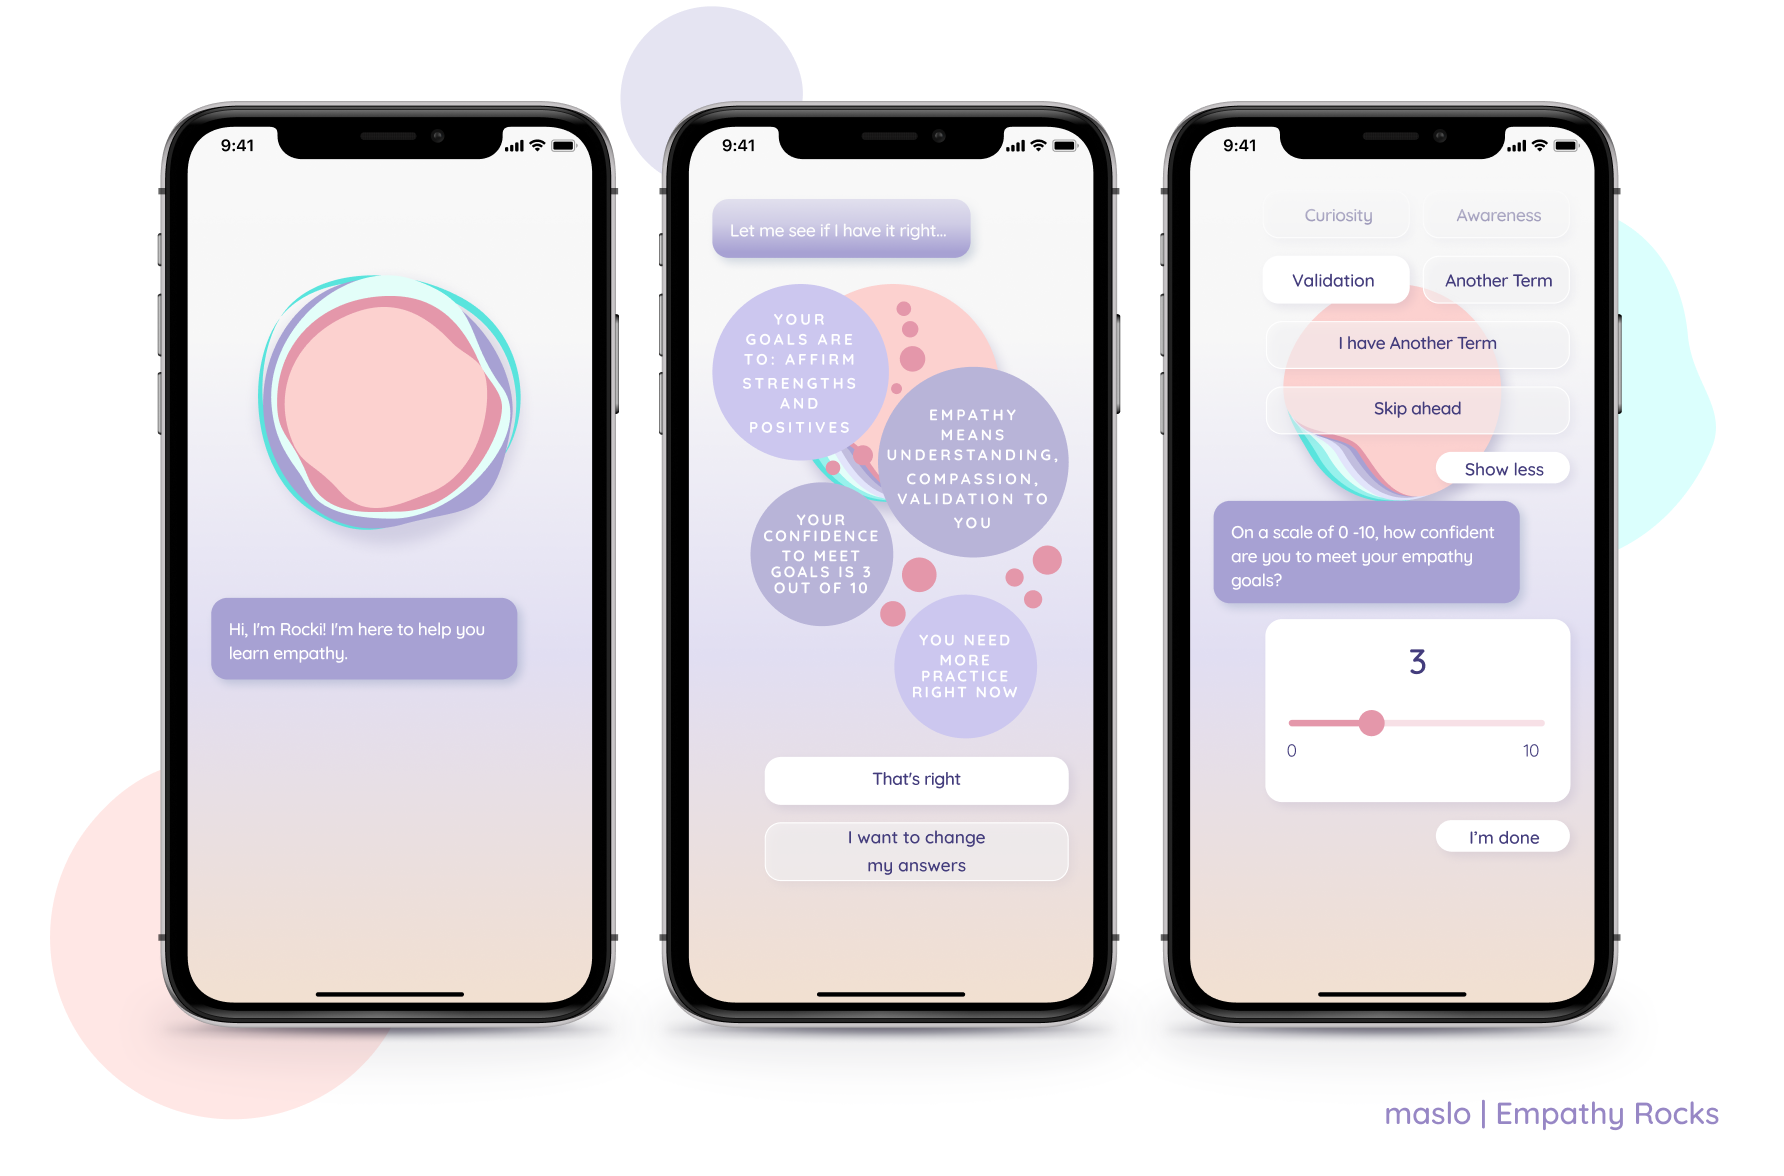 9:41
Hi, I'm Rocki! I'm here to help you
learn empathy.
9:41
Let me see if I have it right...
YOUR
GOALS ARE
TO: AFFIRM
STRENGTHS
AND
POSITIVES
EMPATHY
MEANS
UNDERSTANDING,
COMPASSION,
VALIDATION TO
YOU
YOUR
CONFIDENCE
TO MEET
GOALS IS 3
OUT OF 10
YOU NEED
MORE
PRACTICE
RIGHT NOW
That's right
I want to change
my answers
9:41
Curiosity Awareness
Validation Another Term
I have Another Term
Skip ahead
Show less
On a scale of 0 -10, how confident
are you to meet your empathy
goals?
3
0 10
I'm done
maslo | Empathy Rocks